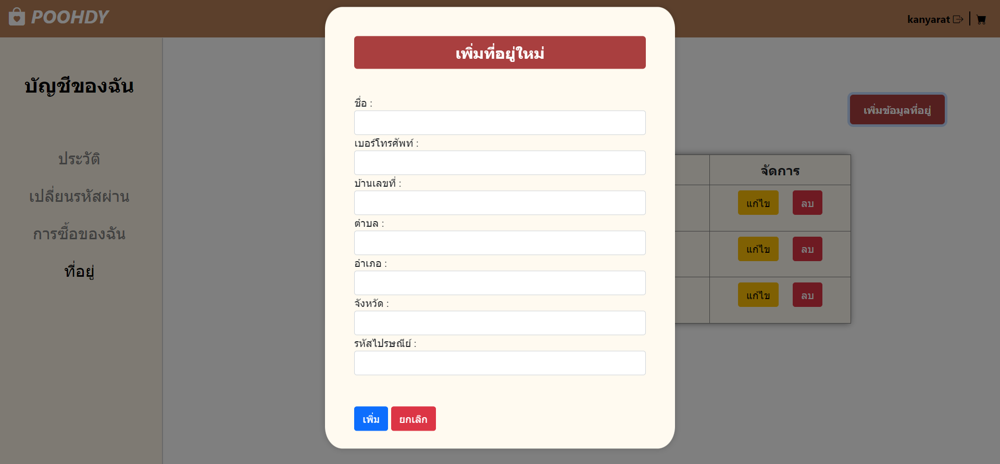 POOHDY
kanyarat
บัญชีของฉัน
ประวัติ
เปลี่ยนรหัสผ่าน
การซื้อของฉัน
ที่อยู่
เพิ่มที่อยู่ใหม่
ชื่อ :
เบอร์โทรศัพท์ :
บ้านเลขที่ :
ตำบล :
อำเภอ :
จังหวัด :
รหัสไปรษณีย์ :
เพิ่ม ยกเลิก
เพิ่มข้อมูลที่อยู่
จัดการ
แก้ไข ลบ
แก้ไข ลบ
แก้ไข ลบ